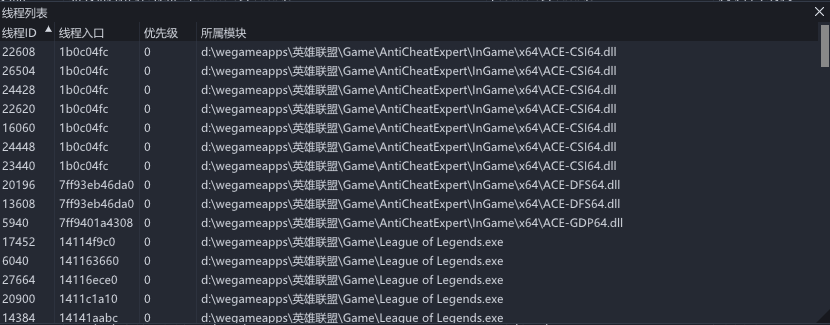 线程列表
线程ID 线程入口 优先级 所属模块
22608 1b0c04fc 0 d:\wegameapps\英雄联盟\Game\AntiCheatExpert\InGame\x64\ACE-CSI64.dll
26504 1b0c04fc 0 d:\wegameapps\英雄联盟\Game\AntiCheatExpert\InGame\x64\ACE-CSI64.dll
24428 1b0c04fc 0 d:\wegameapps\英雄联盟\Game\AntiCheatExpert\InGame\x64\ACE-CSI64.dll
22620 1b0c04fc 0 d:\wegameapps\英雄联盟\Game\AntiCheatExpert\InGame\x64\ACE-CSI64.dll
16060 1b0c04fc 0 d:\wegameapps\英雄联盟\Game\AntiCheatExpert\InGame\x64\ACE-CSI64.dll
24448 1b0c04fc 0 d:\wegameapps\英雄联盟\Game\AntiCheatExpert\InGame\x64\ACE-CSI64.dll
23440 1b0c04fc 0 d:\wegameapps\英雄联盟\Game\AntiCheatExpert\InGame\x64\ACE-CSI64.dll
20196 7ff93eb46da0 0 d:\wegameapps\英雄联盟\Game\AntiCheatExpert\InGame\x64\ACE-DFS64.dll
13608 7ff93eb46da0 0 d:\wegameapps\英雄联盟\Game\AntiCheatExpert\InGame\x64\ACE-DFS64.dll
5940 7ff9401a4308 0 d:\wegameapps\英雄联盟\Game\AntiCheatExpert\InGame\x64\ACE-GDP64.dll
17452 14114f9c0 0 d:\wegameapps\英雄联盟\Game\League of Legends.exe
6040 141163660 0 d:\wegameapps\英雄联盟\Game\League of Legends.exe
27664 14116ece0 0 d:\wegameapps\英雄联盟\Game\League of Legends.exe
20900 1411c1a10 0 d:\wegameapps\英雄联盟\Game\League of Legends.exe
14384 14141aabc 0 d:\wegameapps\英雄联盟\Game\League of Legends.exe